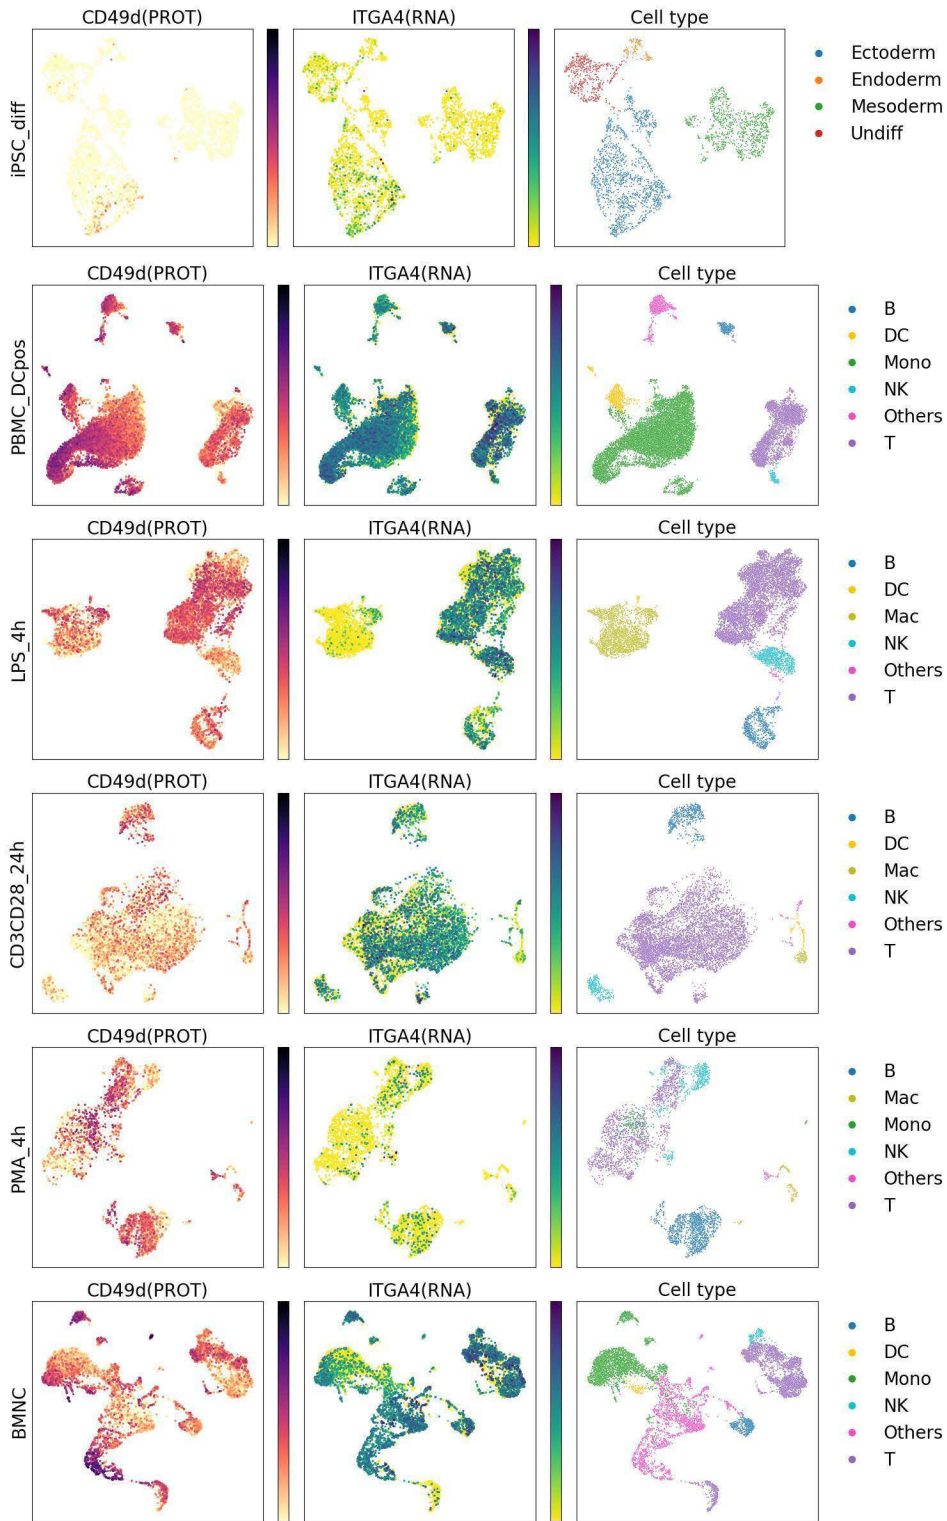 CD49d(PROT) ITGA4(RNA) Cell type
iPSC_diff
Ectoderm
Endoderm
Mesoderm
Undiff
CD49d(PROT) ITGA4(RNA) Cell type
PBMC_DCpos
B
DC
Mono
NK
Others
T
CD49d(PROT) ITGA4(RNA) Cell type
LPS_4h
B
DC
Mac
NK
Others
T
CD49d(PROT) ITGA4(RNA) Cell type
CD3CD28_24h
B
DC
Mac
NK
Others
T
CD49d(PROT) ITGA4(RNA) Cell type
PMA_4h
B
Mac
Mono
NK
Others
T
CD49d(PROT) ITGA4(RNA) Cell type
BMNC
B
DC
Mono
NK
Others
T